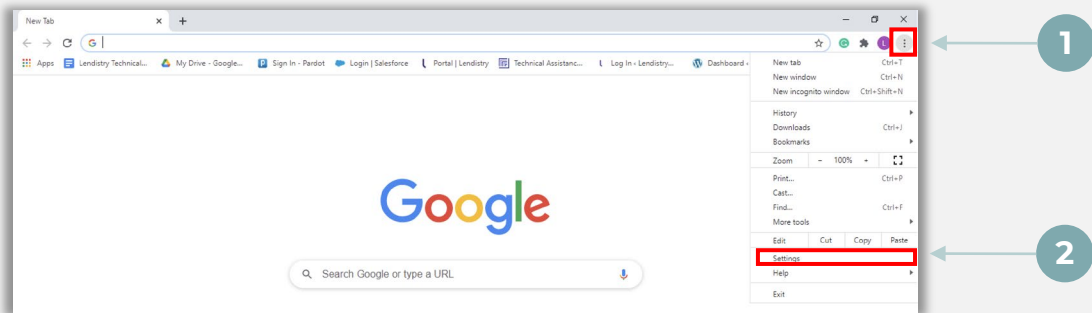 New Tab
G
L
Apps Lendistry Technical... My Drive - Google... Sign In - Pardot Login | Salesforce Portal | Lendistry Technical Assistanc... Log In ‹ Lendistry... Dashboard ‹
New tab Ctrl+T
New window Ctrl+N
New incognito window Ctrl+Shift+N
History
Downloads Ctrl+J
Bookmarks
Zoom - 100% +
Print... Ctrl+P
Cast...
Find... Ctrl+F
More tools
Edit Cut Copy Paste
Settings
Help
Exit
Google
Search Google or type a URL
1
2